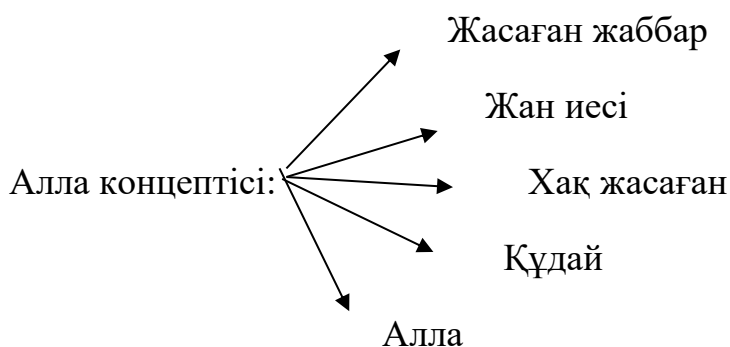 Жасаған жаббар
Жан иесі
Алла концептісі:
Хақ жасаған
Құдай
Алла